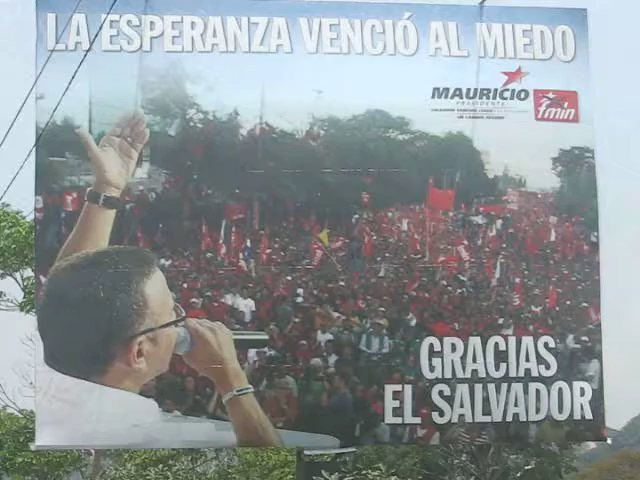 LA ESPERANZA VENCIÓ AL MIEDO
MAURICIO
PRESIDENTE
fmln
GRACIAS
EL SALVADOR